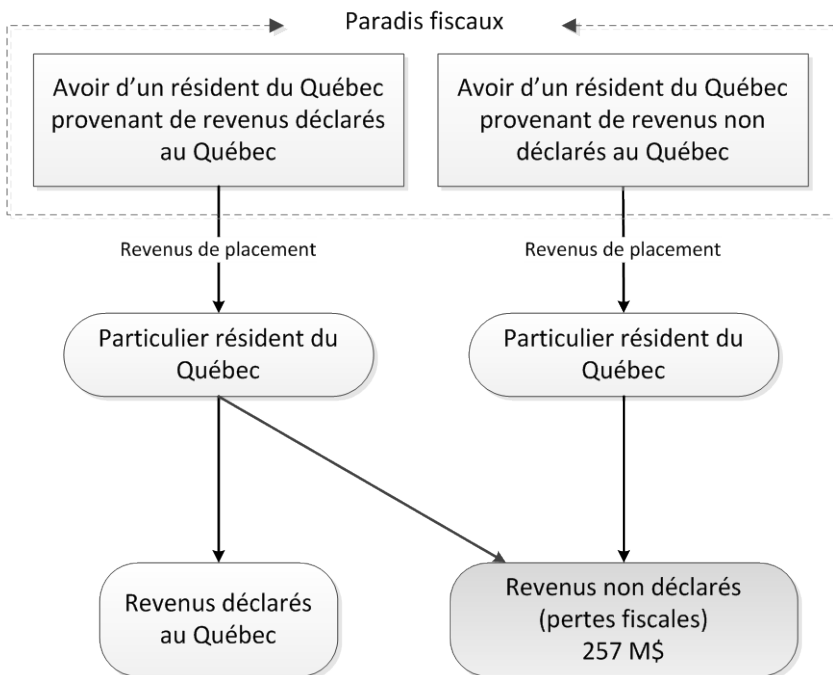 Paradis fiscaux
Avoir d'un résident du Québec
provenant de revenus déclarés
au Québec
Avoir d'un résident du Québec
provenant de revenus non
déclarés au Québec
Revenus de placement
Revenus de placement
Particulier résident du
Québec
Particulier résident du
Québec
Revenus déclarés
au Québec
Revenus non déclarés
(pertes fiscales)
257 M$